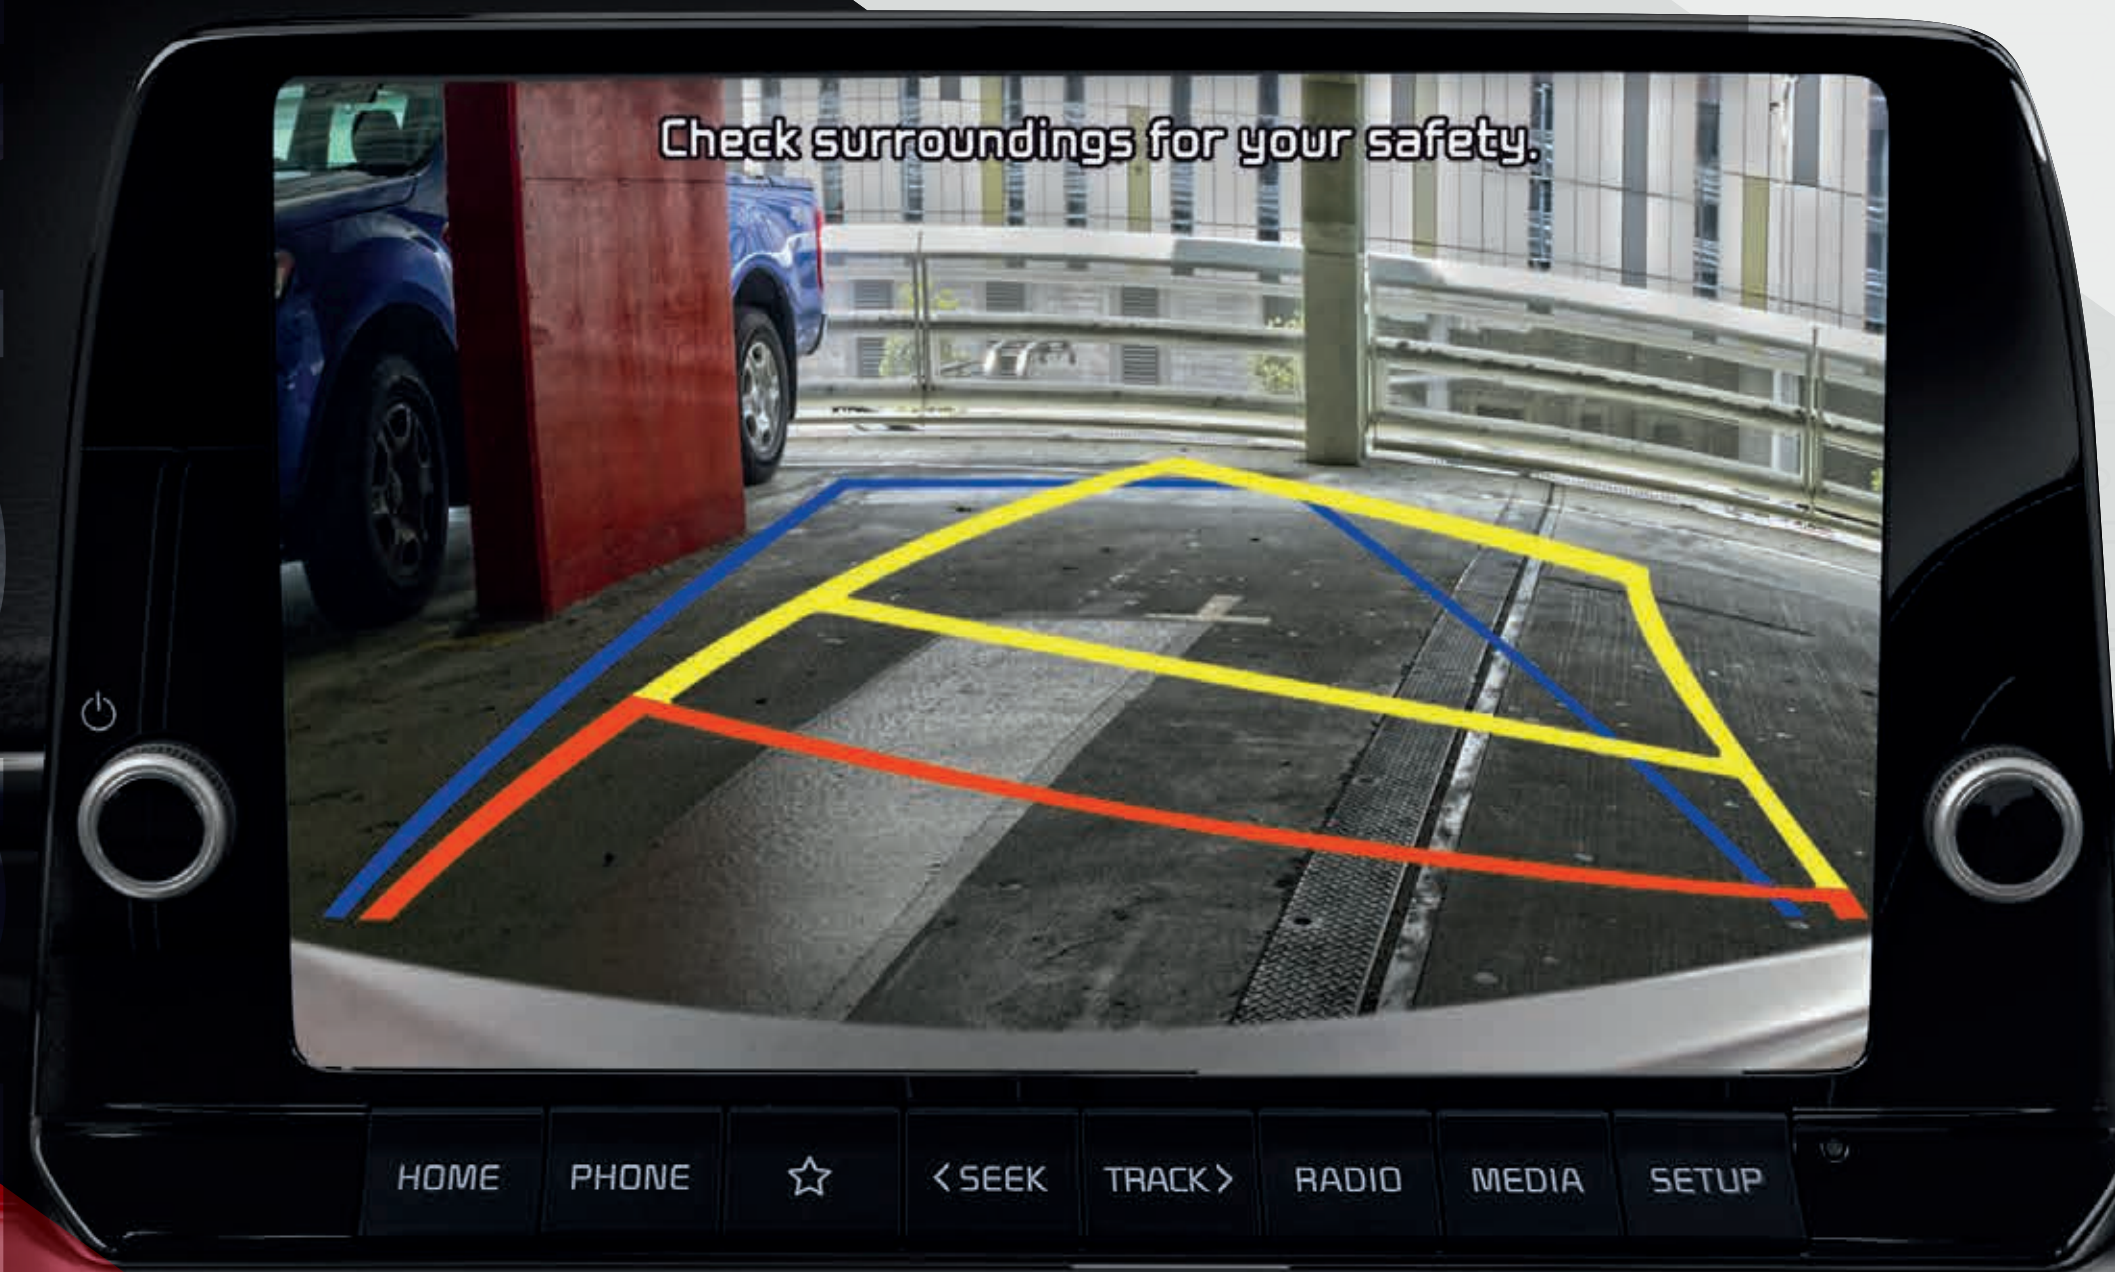 Check surroundings for your safety.
HOME PHONE ☆ < SEEK TRACK > RADIO MEDIA SETUP